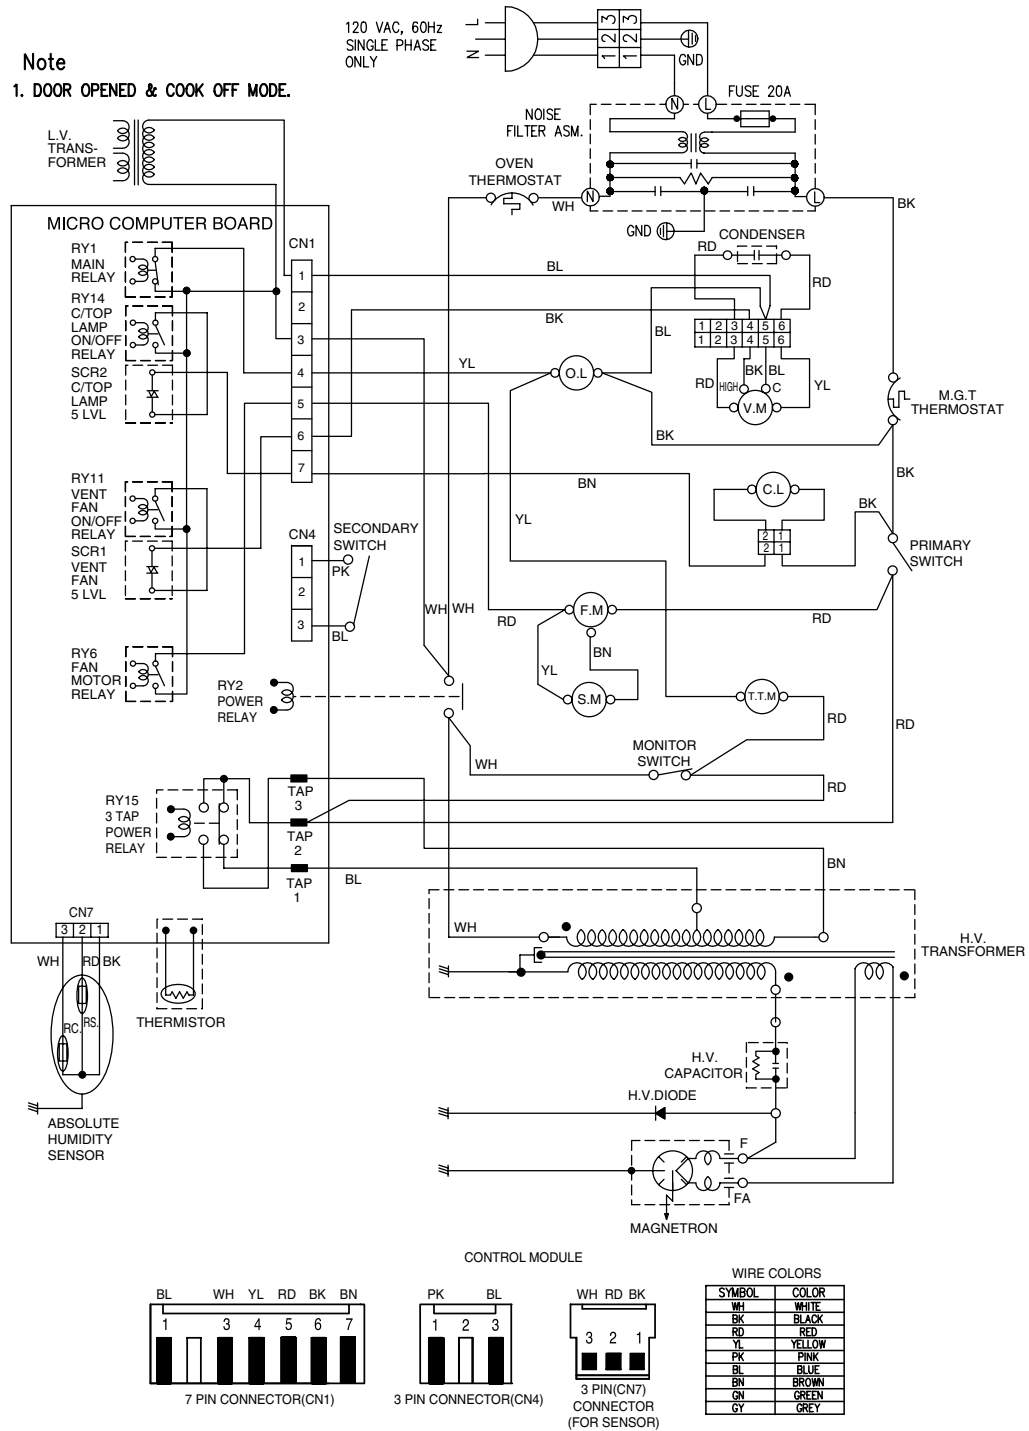 120 VAC, 60Hz
SINGLE PHASE
ONLY
L
N
3 3
2 2
1 1
GND
Note
1. DOOR OPENED & COOK OFF MODE.
N
L
FUSE 20A
NOISE
FILTER ASM.
L.V.
TRANS-
FORMER
OVEN
THERMOSTAT
WH
N
L
BK
GND
MICRO COMPUTER BOARD
CN1
RY1
MAIN
RELAY
RY14
C/TOP
LAMP
ON/OFF
RELAY
SCR2
C/TOP
LAMP
5 LVL
RY11
VENT
FAN
ON/OFF
RELAY
SCR1
VENT
FAN
5 LVL
RY6
FAN
MOTOR
RELAY
1
2
3
4
5
6
7
CN4
1
2
3
SECONDARY
SWITCH
PK
BL
CONDENSER
RD
RD
BL
BK
BL
1 2 3 4 5 6
1 2 3 4 5 6
YL
O.L
RD
HIGH
BK
BL
C
YL
V.M
M.G.T
THERMOSTAT
BK
BK
BN
C.L
YL
BK
2 1
2 1
PRIMARY
SWITCH
WH
WH
RD
F.M
RD
BN
YL
S.M
T.T.M
RD
RD
RY2
POWER
RELAY
MONITOR
SWITCH
WH
RD
RY15
3 TAP
POWER
RELAY
TAP
3
TAP
2
TAP
1
BL
BN
CN7
3 2 1
WH
RD
BK
RC.
RS.
THERMISTOR
ABSOLUTE
HUMIDITY
SENSOR
WH
H.V.
TRANSFORMER
H.V.
CAPACITOR
H.V.DIODE
F
FA
MAGNETRON
CONTROL MODULE
BL WH YL RD BK BN
1 3 4 5 6 7
7 PIN CONNECTOR(CN1)
PK BL
1 2 3
3 PIN CONNECTOR(CN4)
WH RD BK
3 2 1
3 PIN(CN7)
CONNECTOR
(FOR SENSOR)
WIRE COLORS
SYMBOL COLOR
WH WHITE
BK BLACK
RD RED
YL YELLOW
PK PINK
BL BLUE
BN BROWN
GN GREEN
GY GREY